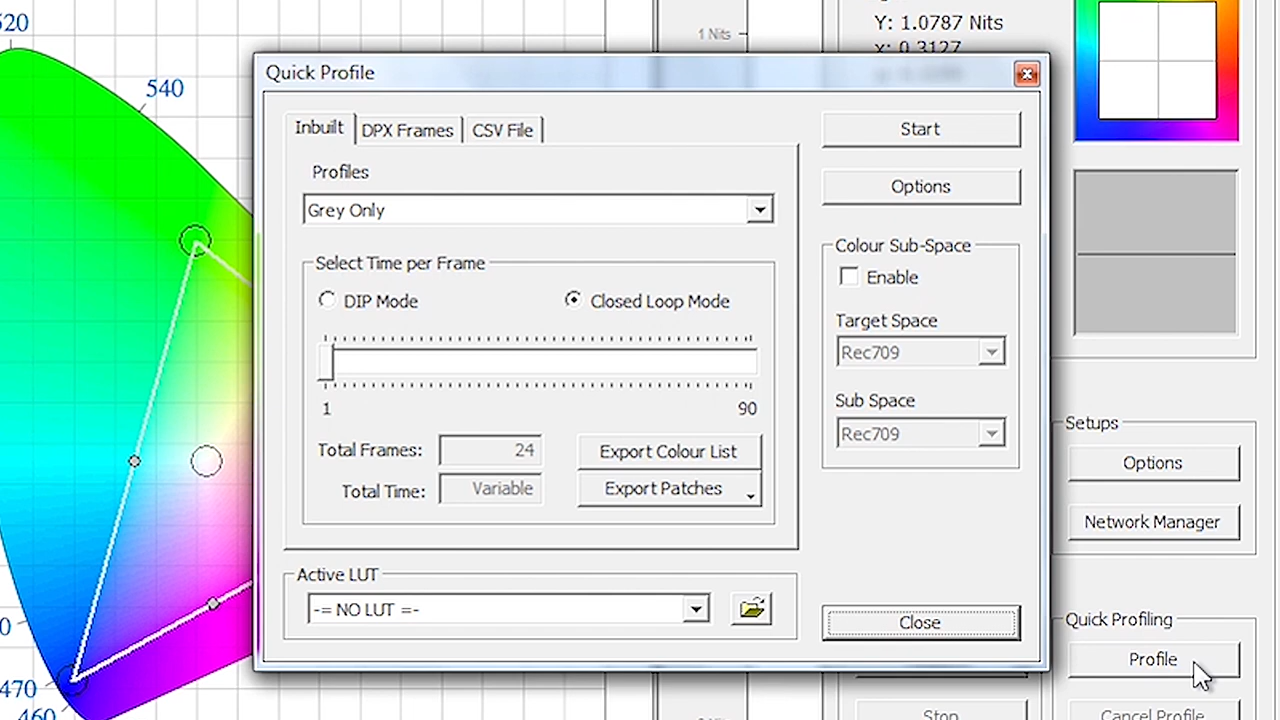 520
540
1 Nits
Y: 1.0787 Nits
x: 0.3127
Quick Profile
Inbuilt
DPX Frames
CSV File
Profiles
Grey Only
Select Time per Frame
DIP Mode
Closed Loop Mode
1
90
Total Frames:
24
Export Colour List
Total Time:
Variable
Export Patches
Active LUT
-= NO LUT =-
Start
Options
Colour Sub-Space
Enable
Target Space
Rec709
Sub Space
Rec709
Close
Setups
Options
Network Manager
Quick Profiling
Profile
Cancel Profile
Stop
0
470
460